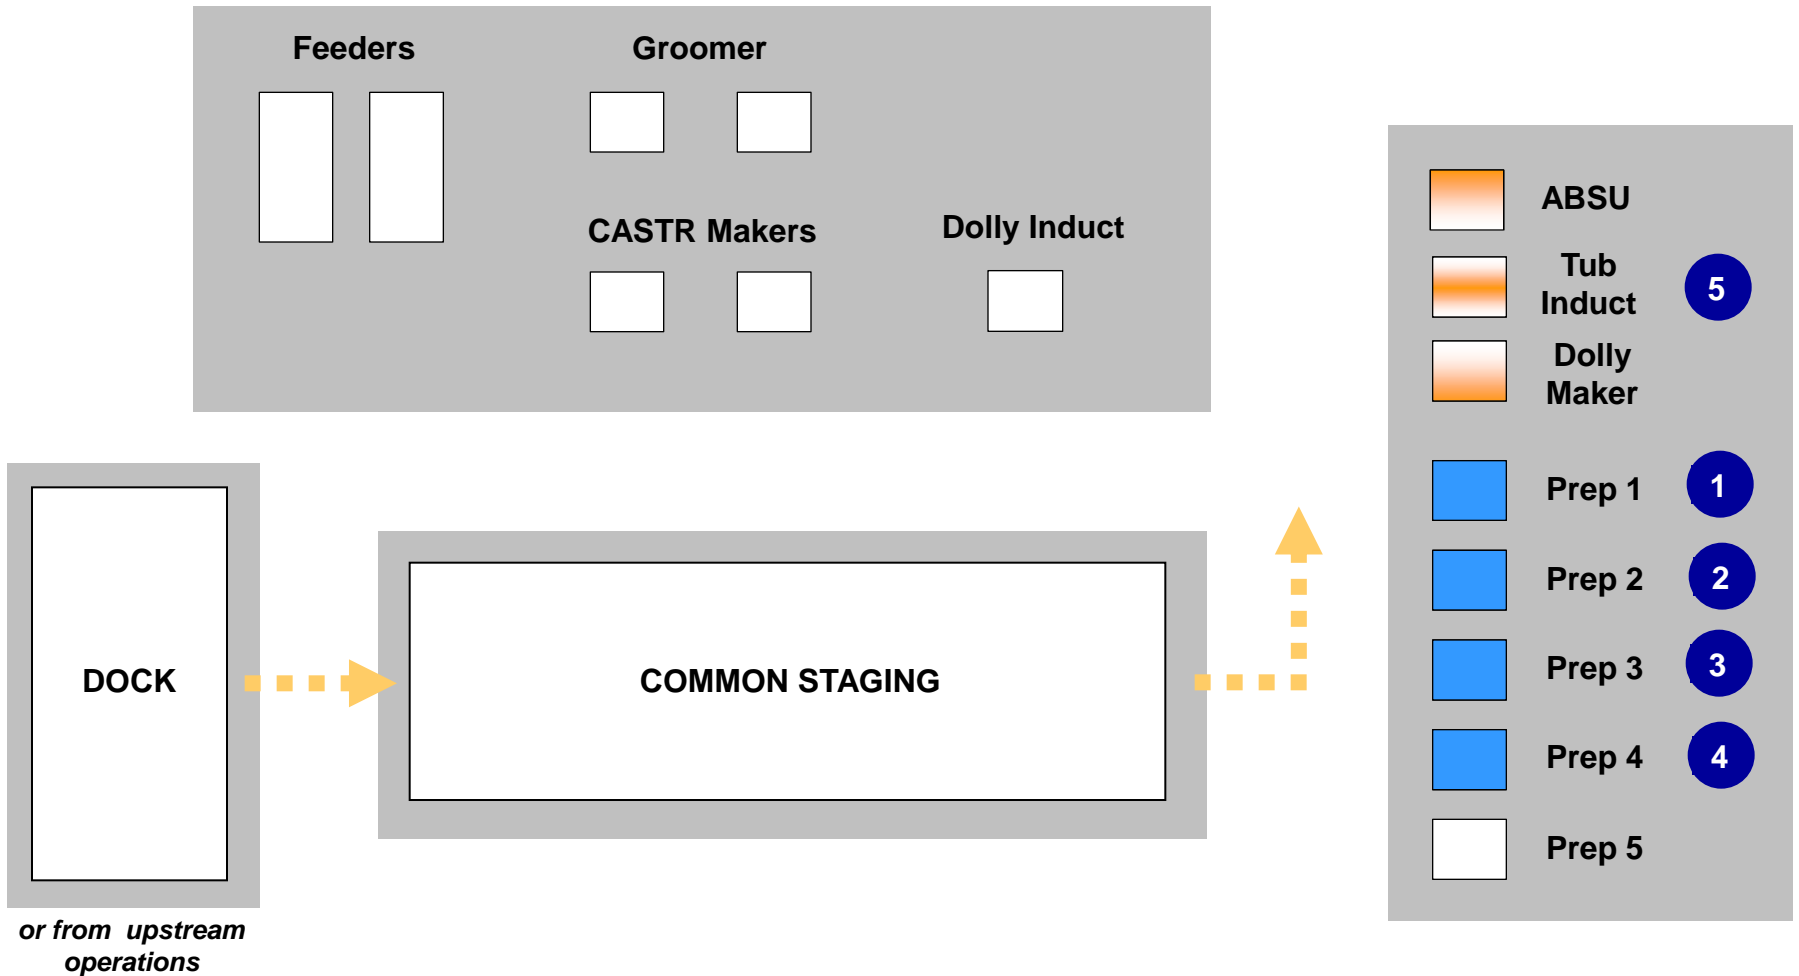 Feeders
Groomer
CASTR Makers
Dolly Induct
ABSU
Tub
Induct
5
Dolly
Maker
Prep 1
1
Prep 2
2
Prep 3
3
Prep 4
4
Prep 5
DOCK
COMMON STAGING
or from upstream
operations